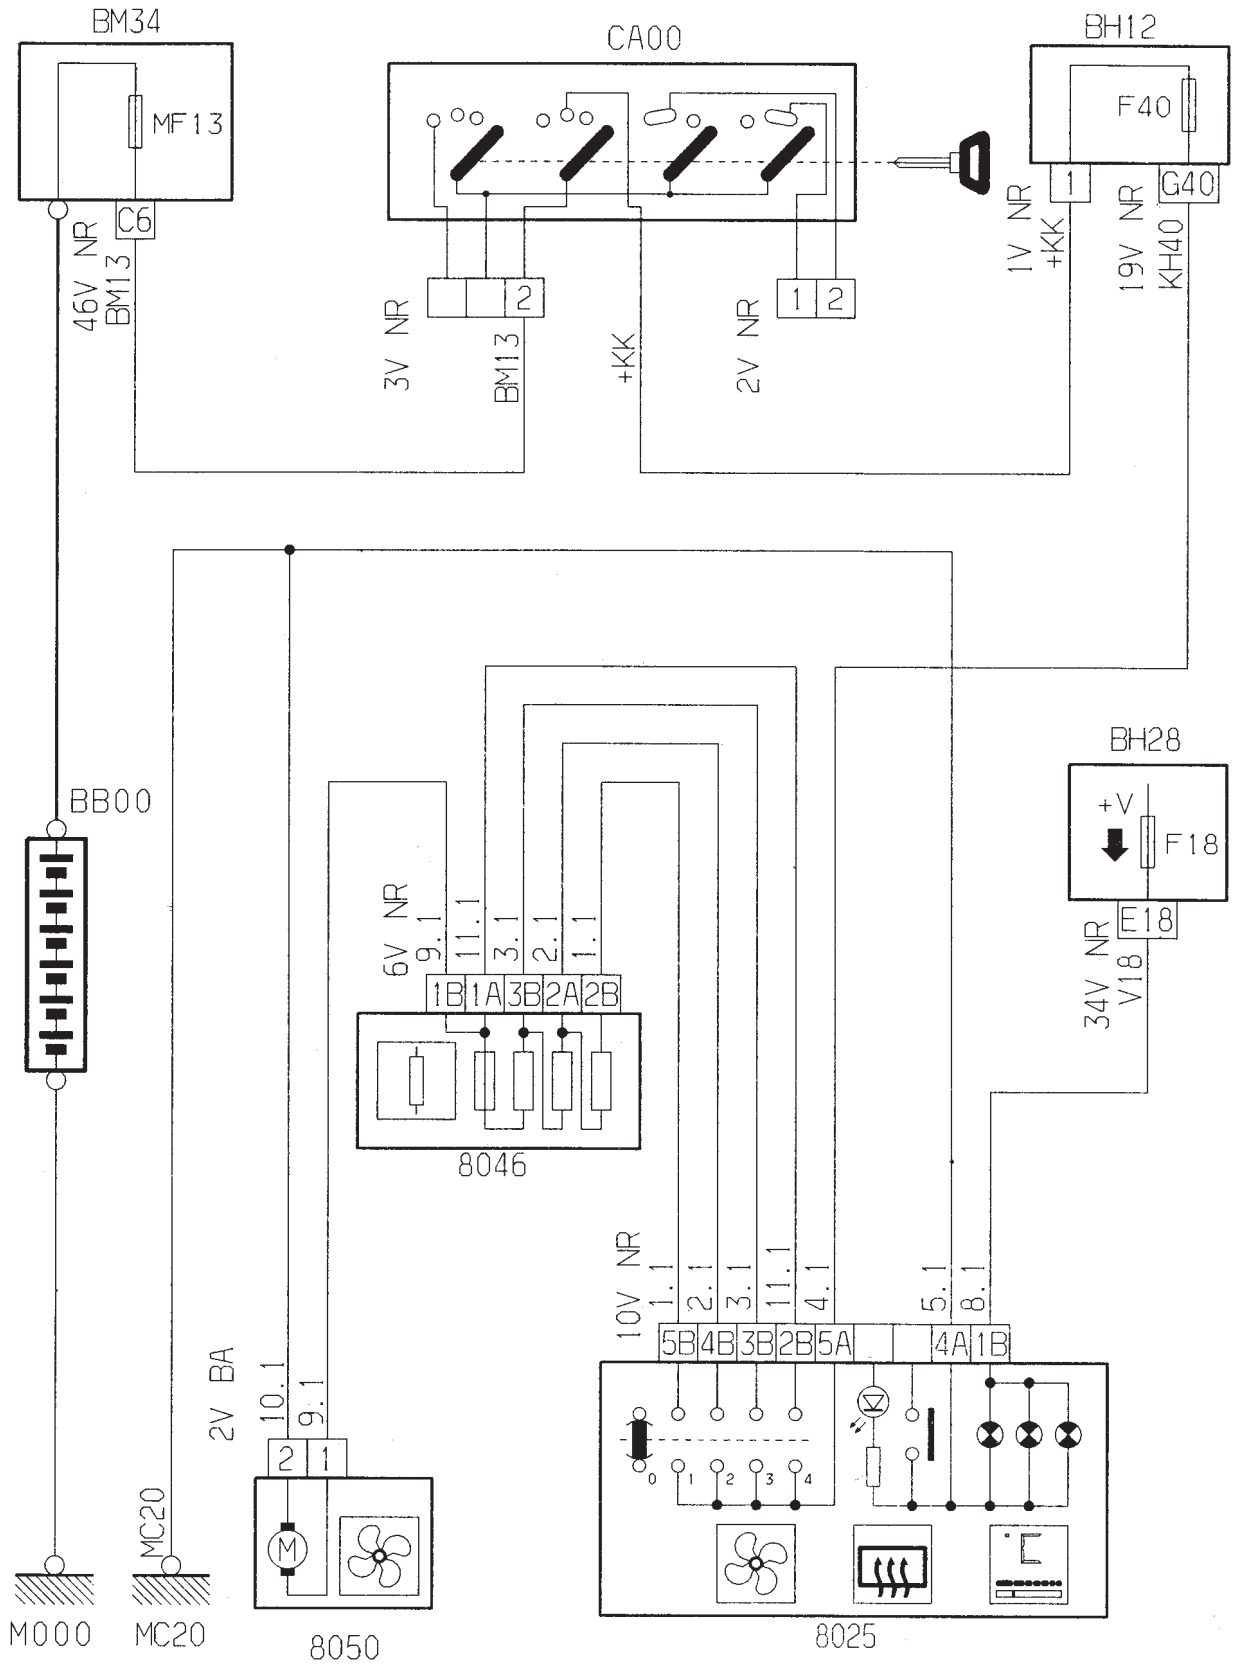 BM34
CA00
BH12
MF13
F40
C6
1
G40
46V NR
BM13
1V NR
+KK
19V NR
KH40
2
1
2
3V NR
BM13
+KK
2V NR
BH28
+V
F18
BB00
E18
34V NR
V18
6V NR
9.1
11.1
3.1
2.1
1.1
1B
1A
3B
2A
2B
8046
10V NR
1.1
2.1
3.1
11.1
4.1
5.1
8.1
5B
4B
3B
2B
5A
4A
1B
2V BA
10.1
9.1
2
1
0
1
2
3
4
M
MC20
°C
M000
MC20
8050
8025